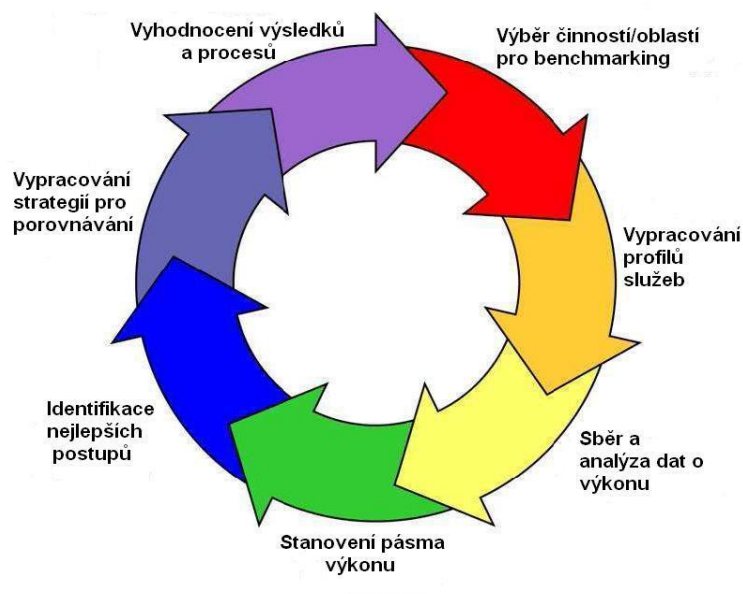 Vyhodnocení výsledků
a procesů
Výběr činností/oblastí
pro benchmarking
Vypracování
profilů
služeb
Sběr a
analýza dat o
výkonu
Stanovení pásma
výkonu
Identifikace
nejlepších
postupů
Vypracování
strategií pro
porovnávání